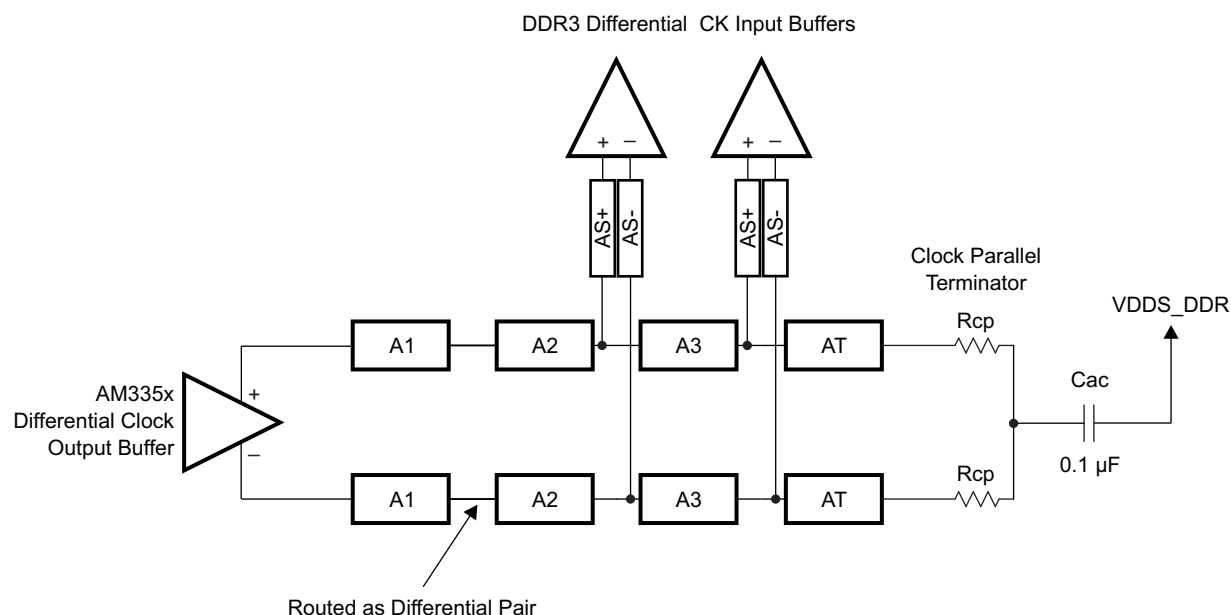 DDR3 Differential CK Input Buffers
+ – + –
AS+ AS- AS+ AS-
Clock Parallel
Terminator
Rcp
VDDS_DDR
A1 A2 A3 AT
AM335x
Differential Clock
Output Buffer
+
–
Cac
0.1 µF
Rcp
A1 A2 A3 AT
Routed as Differential Pair